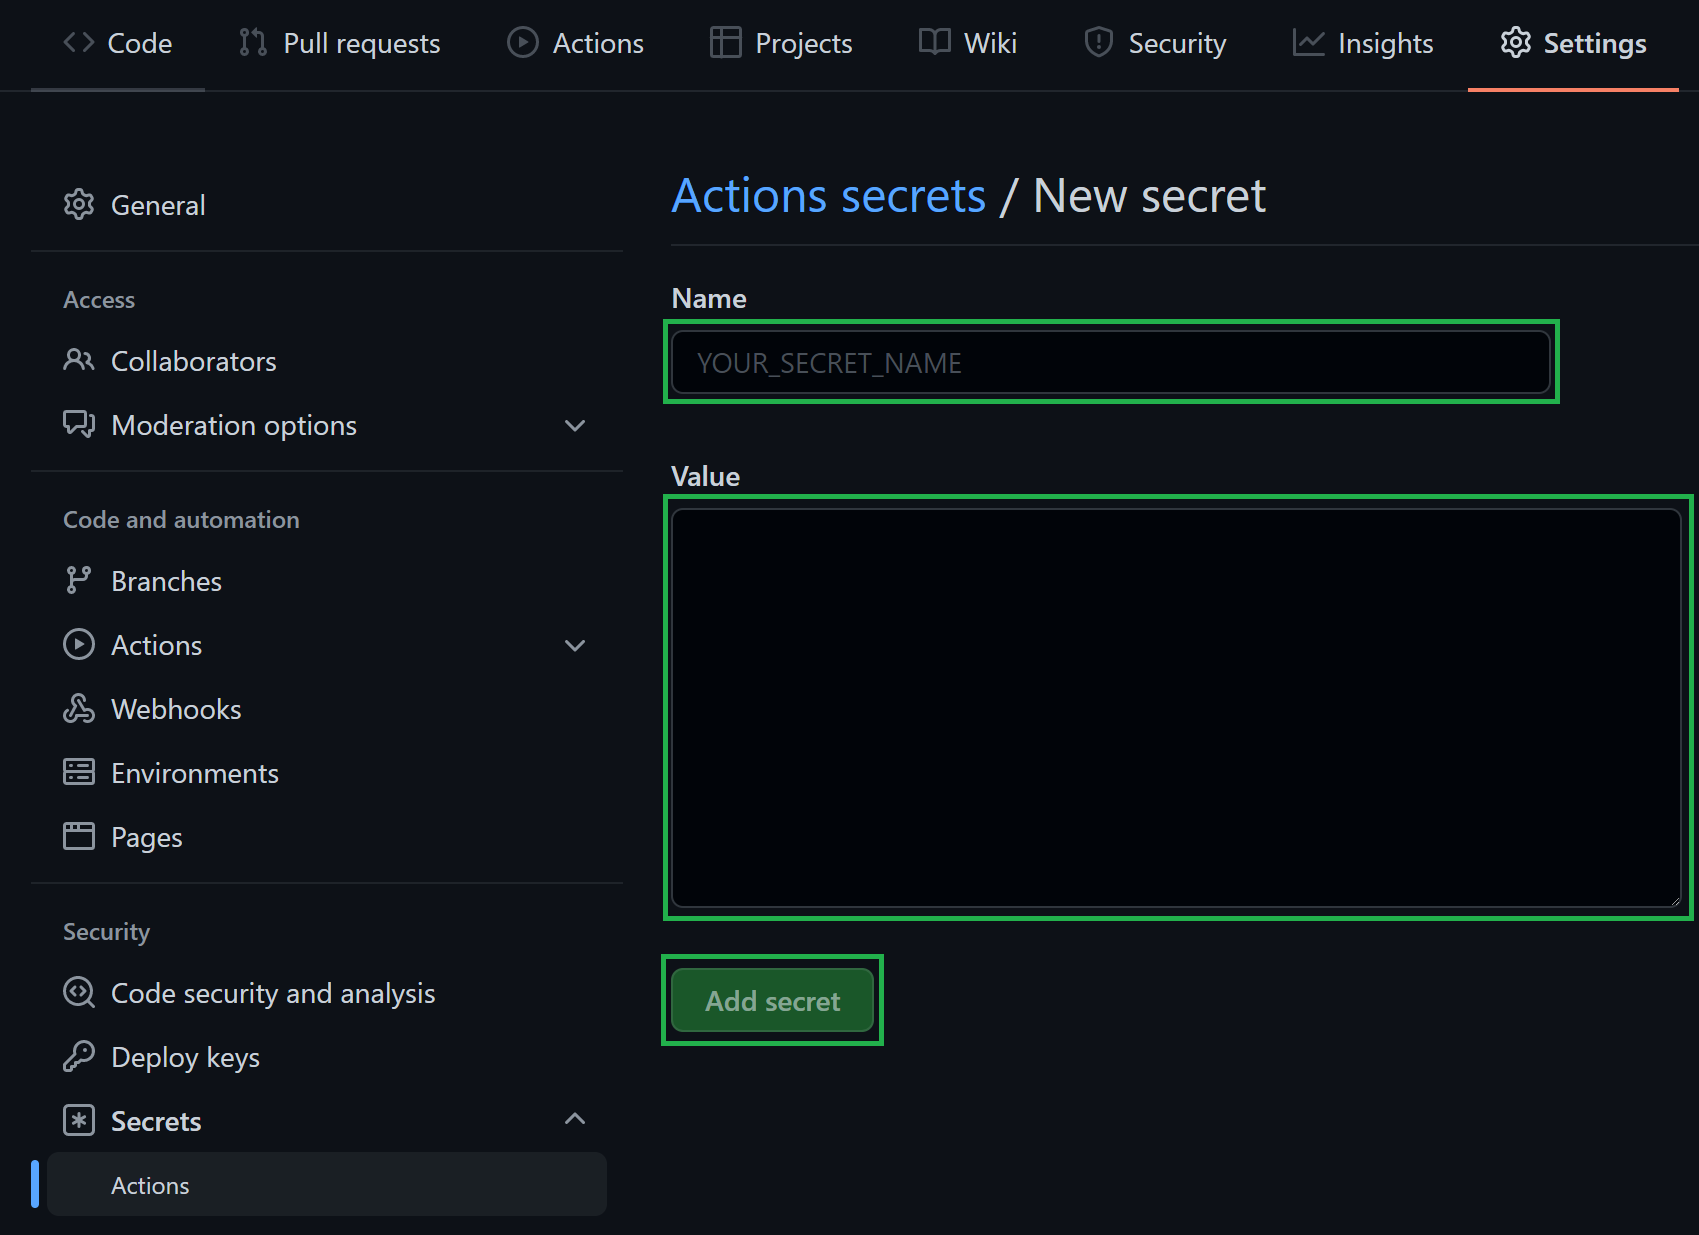 Code Pull requests Actions Projects Wiki Security Insights Settings
General
Access
Collaborators
Moderation options
Code and automation
Branches
Actions
Webhooks
Environments
Pages
Security
Code security and analysis
Deploy keys
Secrets
Actions
Actions secrets / New secret
Name
YOUR_SECRET_NAME
Value
Add secret